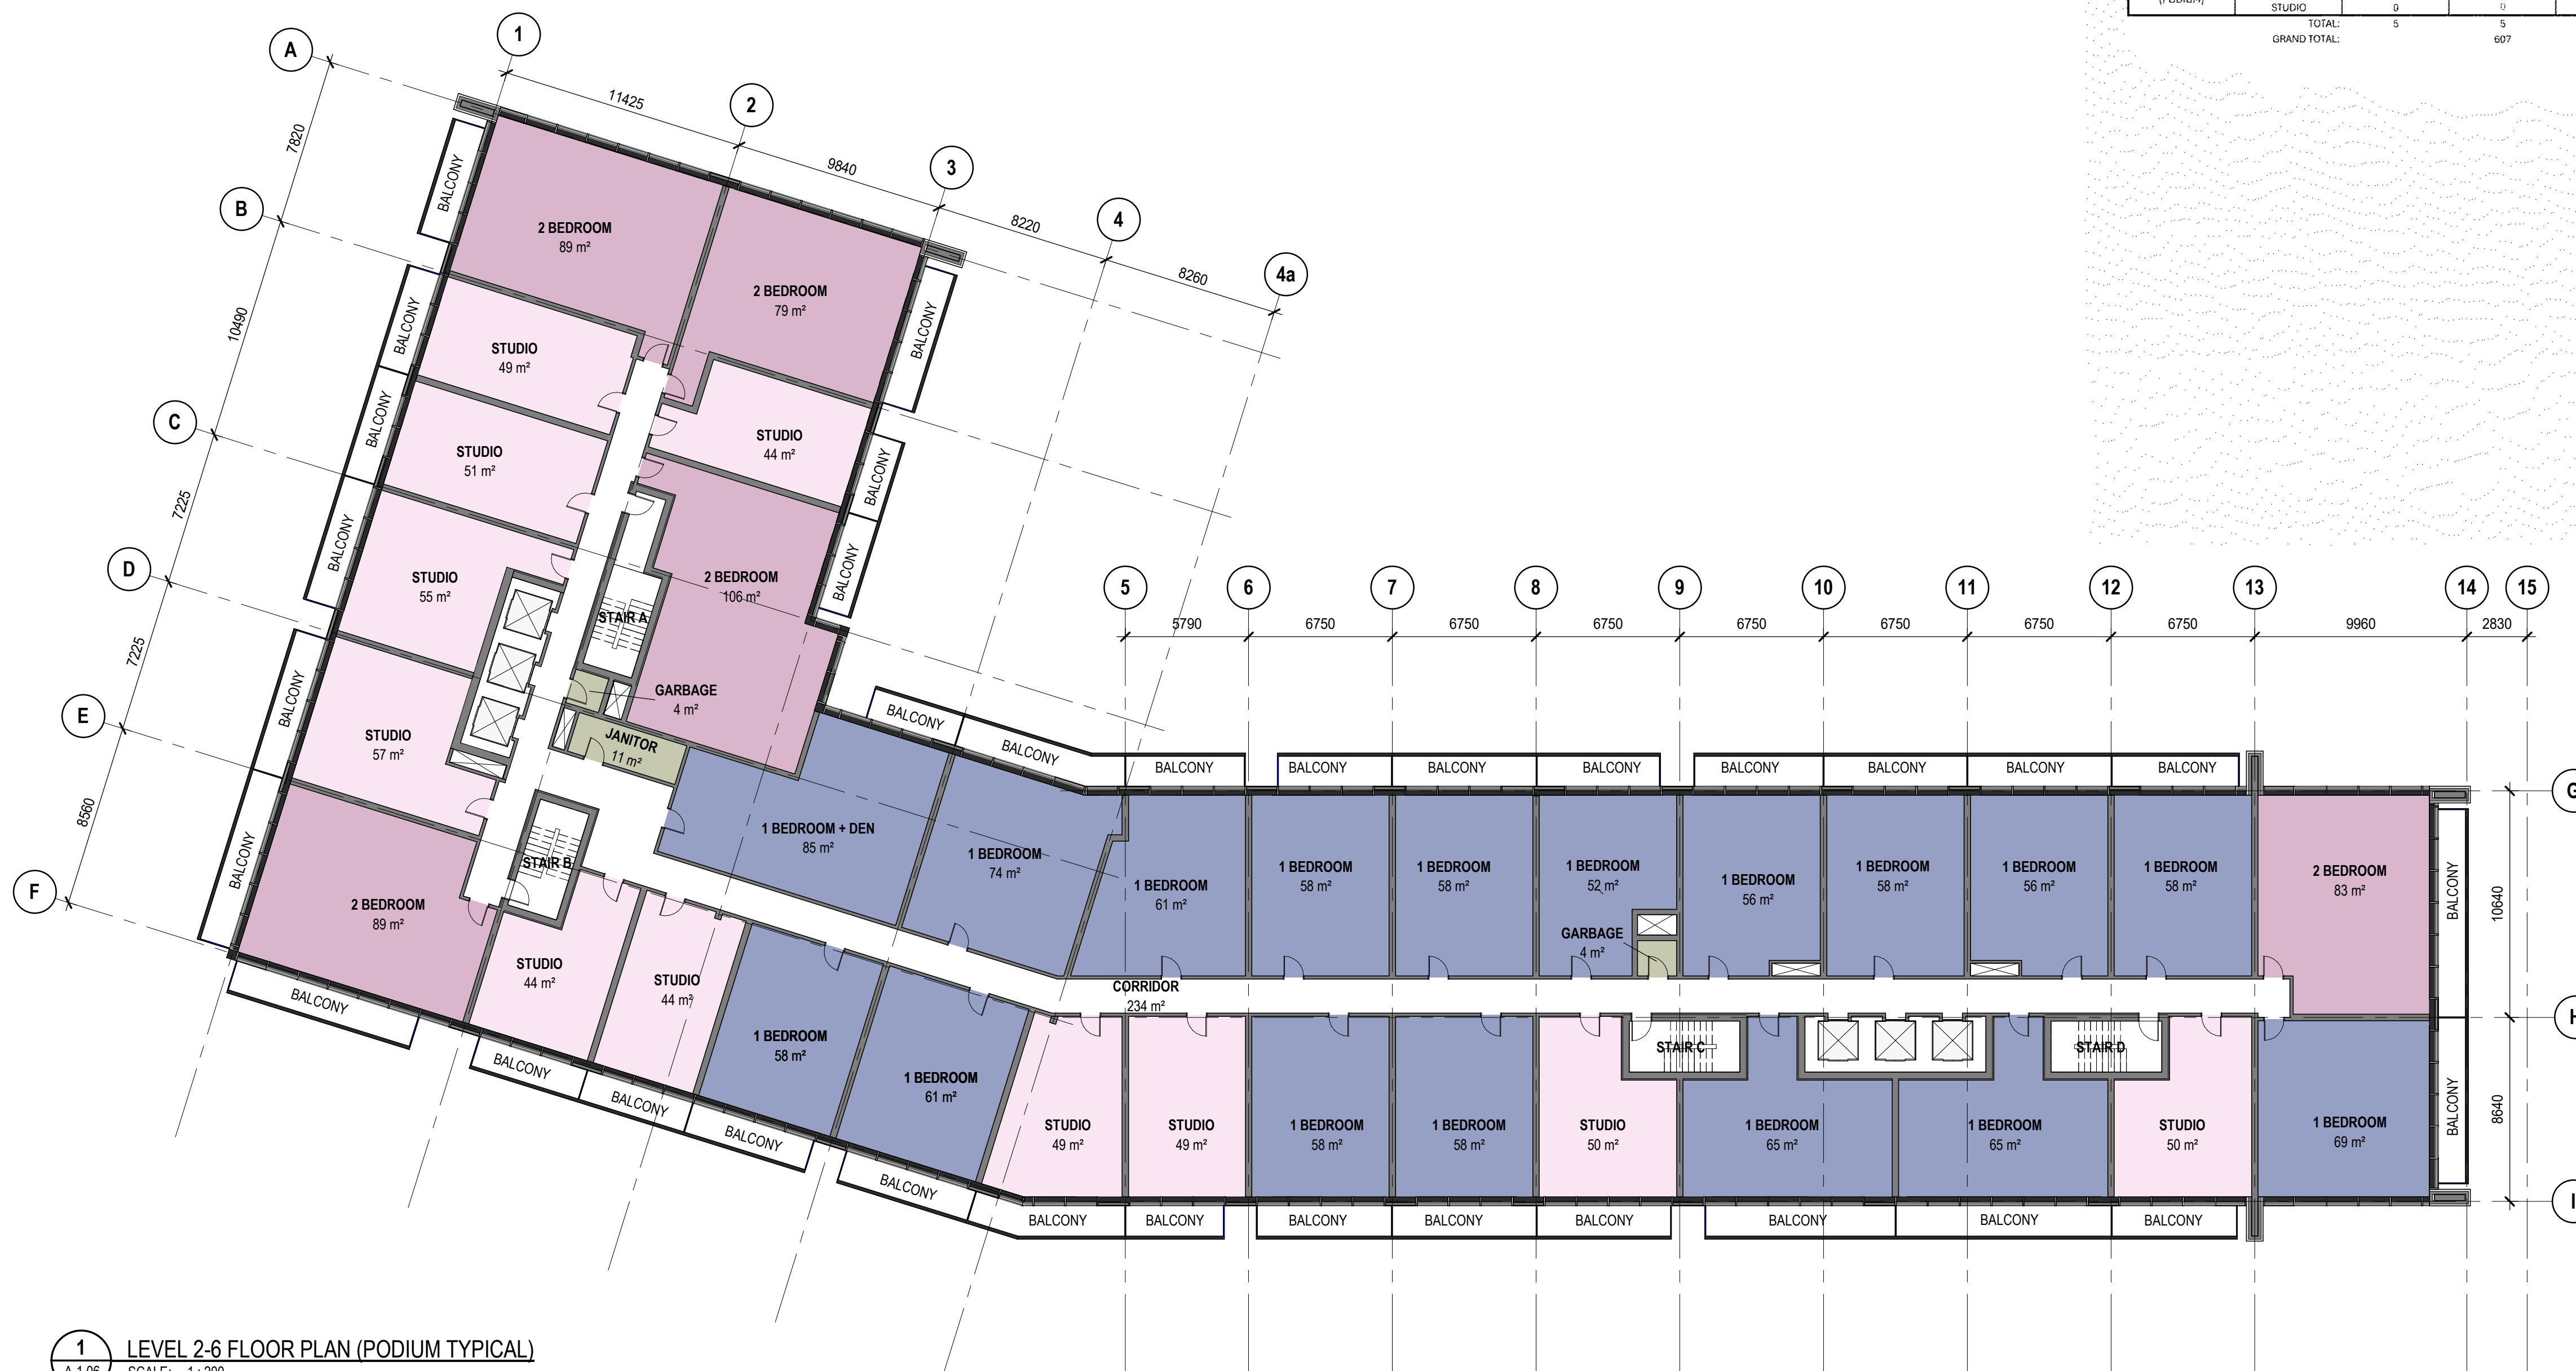 STUDIO 0 0
TOTAL: 5 5
GRAND TOTAL: 607
A
1
2
3
4
4a
11425
9840
8220
8260
7820
10490
7225
7225
8560
B
C
D
E
F
BALCONY
2 BEDROOM
89 m²
2 BEDROOM
79 m²
BALCONY
BALCONY
STUDIO
49 m²
BALCONY
STUDIO
51 m²
STUDIO
44 m²
BALCONY
BALCONY
STUDIO
55 m²
2 BEDROOM
106 m²
BALCONY
STAIR A
GARBAGE
4 m²
BALCONY
STUDIO
57 m²
JANITOR
11 m²
BALCONY
2 BEDROOM
89 m²
STAIR B
BALCONY
1 BEDROOM + DEN
85 m²
BALCONY
1 BEDROOM
74 m²
BALCONY
STUDIO
44 m²
STUDIO
44 m²
1 BEDROOM
58 m²
1 BEDROOM
61 m²
BALCONY
BALCONY
BALCONY
BALCONY
BALCONY
5 6 7 8 9 10 11 12 13 14 15
5790 6750 6750 6750 6750 6750 6750 6750 9960 2830
BALCONY BALCONY BALCONY BALCONY BALCONY BALCONY BALCONY BALCONY
G
1 BEDROOM
61 m²
1 BEDROOM
58 m²
1 BEDROOM
58 m²
1 BEDROOM
52 m²
GARBAGE
4 m²
1 BEDROOM
56 m²
1 BEDROOM
58 m²
1 BEDROOM
56 m²
1 BEDROOM
58 m²
2 BEDROOM
83 m²
BALCONY
10640
CORRIDOR
234 m²
H
STAIR C
STAIR D
STUDIO
49 m²
STUDIO
49 m²
1 BEDROOM
58 m²
1 BEDROOM
58 m²
STUDIO
50 m²
1 BEDROOM
65 m²
1 BEDROOM
65 m²
STUDIO
50 m²
1 BEDROOM
69 m²
BALCONY
8640
I
BALCONY BALCONY BALCONY BALCONY BALCONY BALCONY BALCONY BALCONY
1
LEVEL 2-6 FLOOR PLAN (PODIUM TYPICAL)